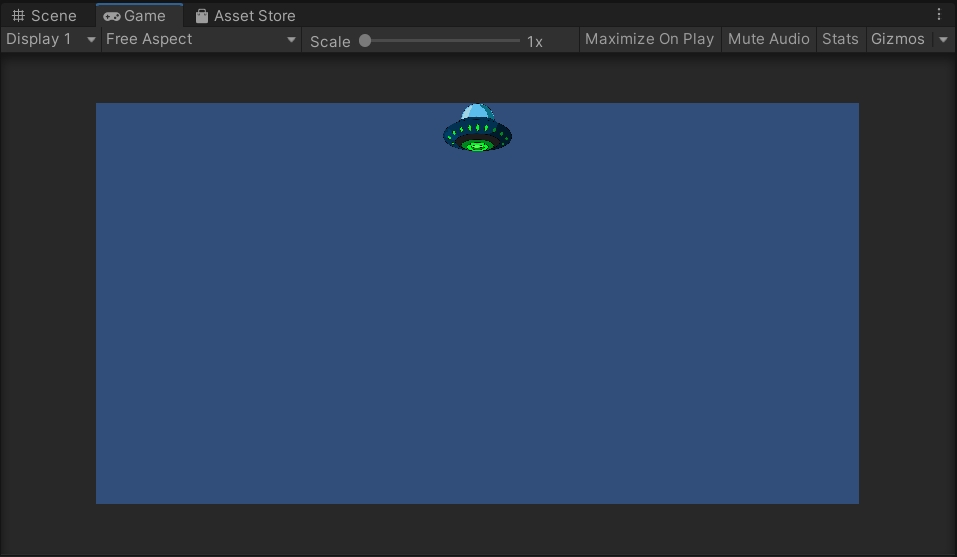 Scene Game Asset Store
Display 1 Free Aspect Scale 1x Maximize On Play Mute Audio Stats Gizmos